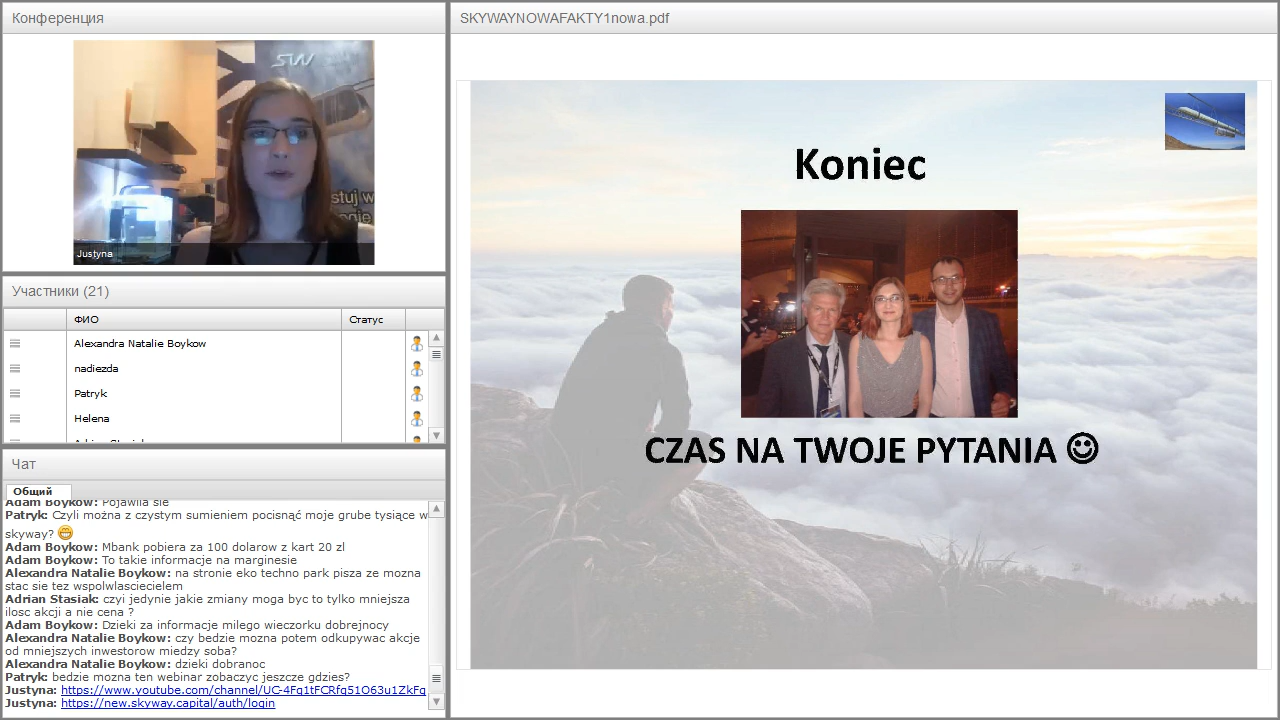 Конференция
SW
stuj w
Justyna
Участники (21)
ФИО Статус
Alexandra Natalie Boykow
nadiezda
Patryk
Helena
Чат
Общий
Adam Boykow: Pojawila sie
Patryk: Czyli można z czystym sumieniem pocisnąć moje grube tysiące w
skyway?
Adam Boykow: Mbank pobiera za 100 dolarow z kart 20 zl
Adam Boykow: To takie informacje na marginesie
Alexandra Natalie Boykow: na stronie eko techno park pisza ze mozna
stac sie tez wspolwlascicielem
Adrian Stasiak: czyi jedynie jakie zmiany moga byc to tylko mniejsza
ilosc akcji a nie cena ?
Adam Boykow: Dzieki za informacje milego wieczorku dobrejnocy
Alexandra Natalie Boykow: czy bedzie mozna potem odkupywac akcje
od mniejszych inwestorow miedzy soba?
Alexandra Natalie Boykow: dzieki dobranoc
Patryk: bedzie mozna ten webinar zobaczyc jeszcze gdzies?
Justyna: https://www.youtube.com/channel/UC-4Fq1tFCRfq51O63u1ZkFg
Justyna: https://new.skyway.capital/auth/login
SKYWAYNOWAFAKTY1nowa.pdf
Koniec
CZAS NA TWOJE PYTANIA ☺